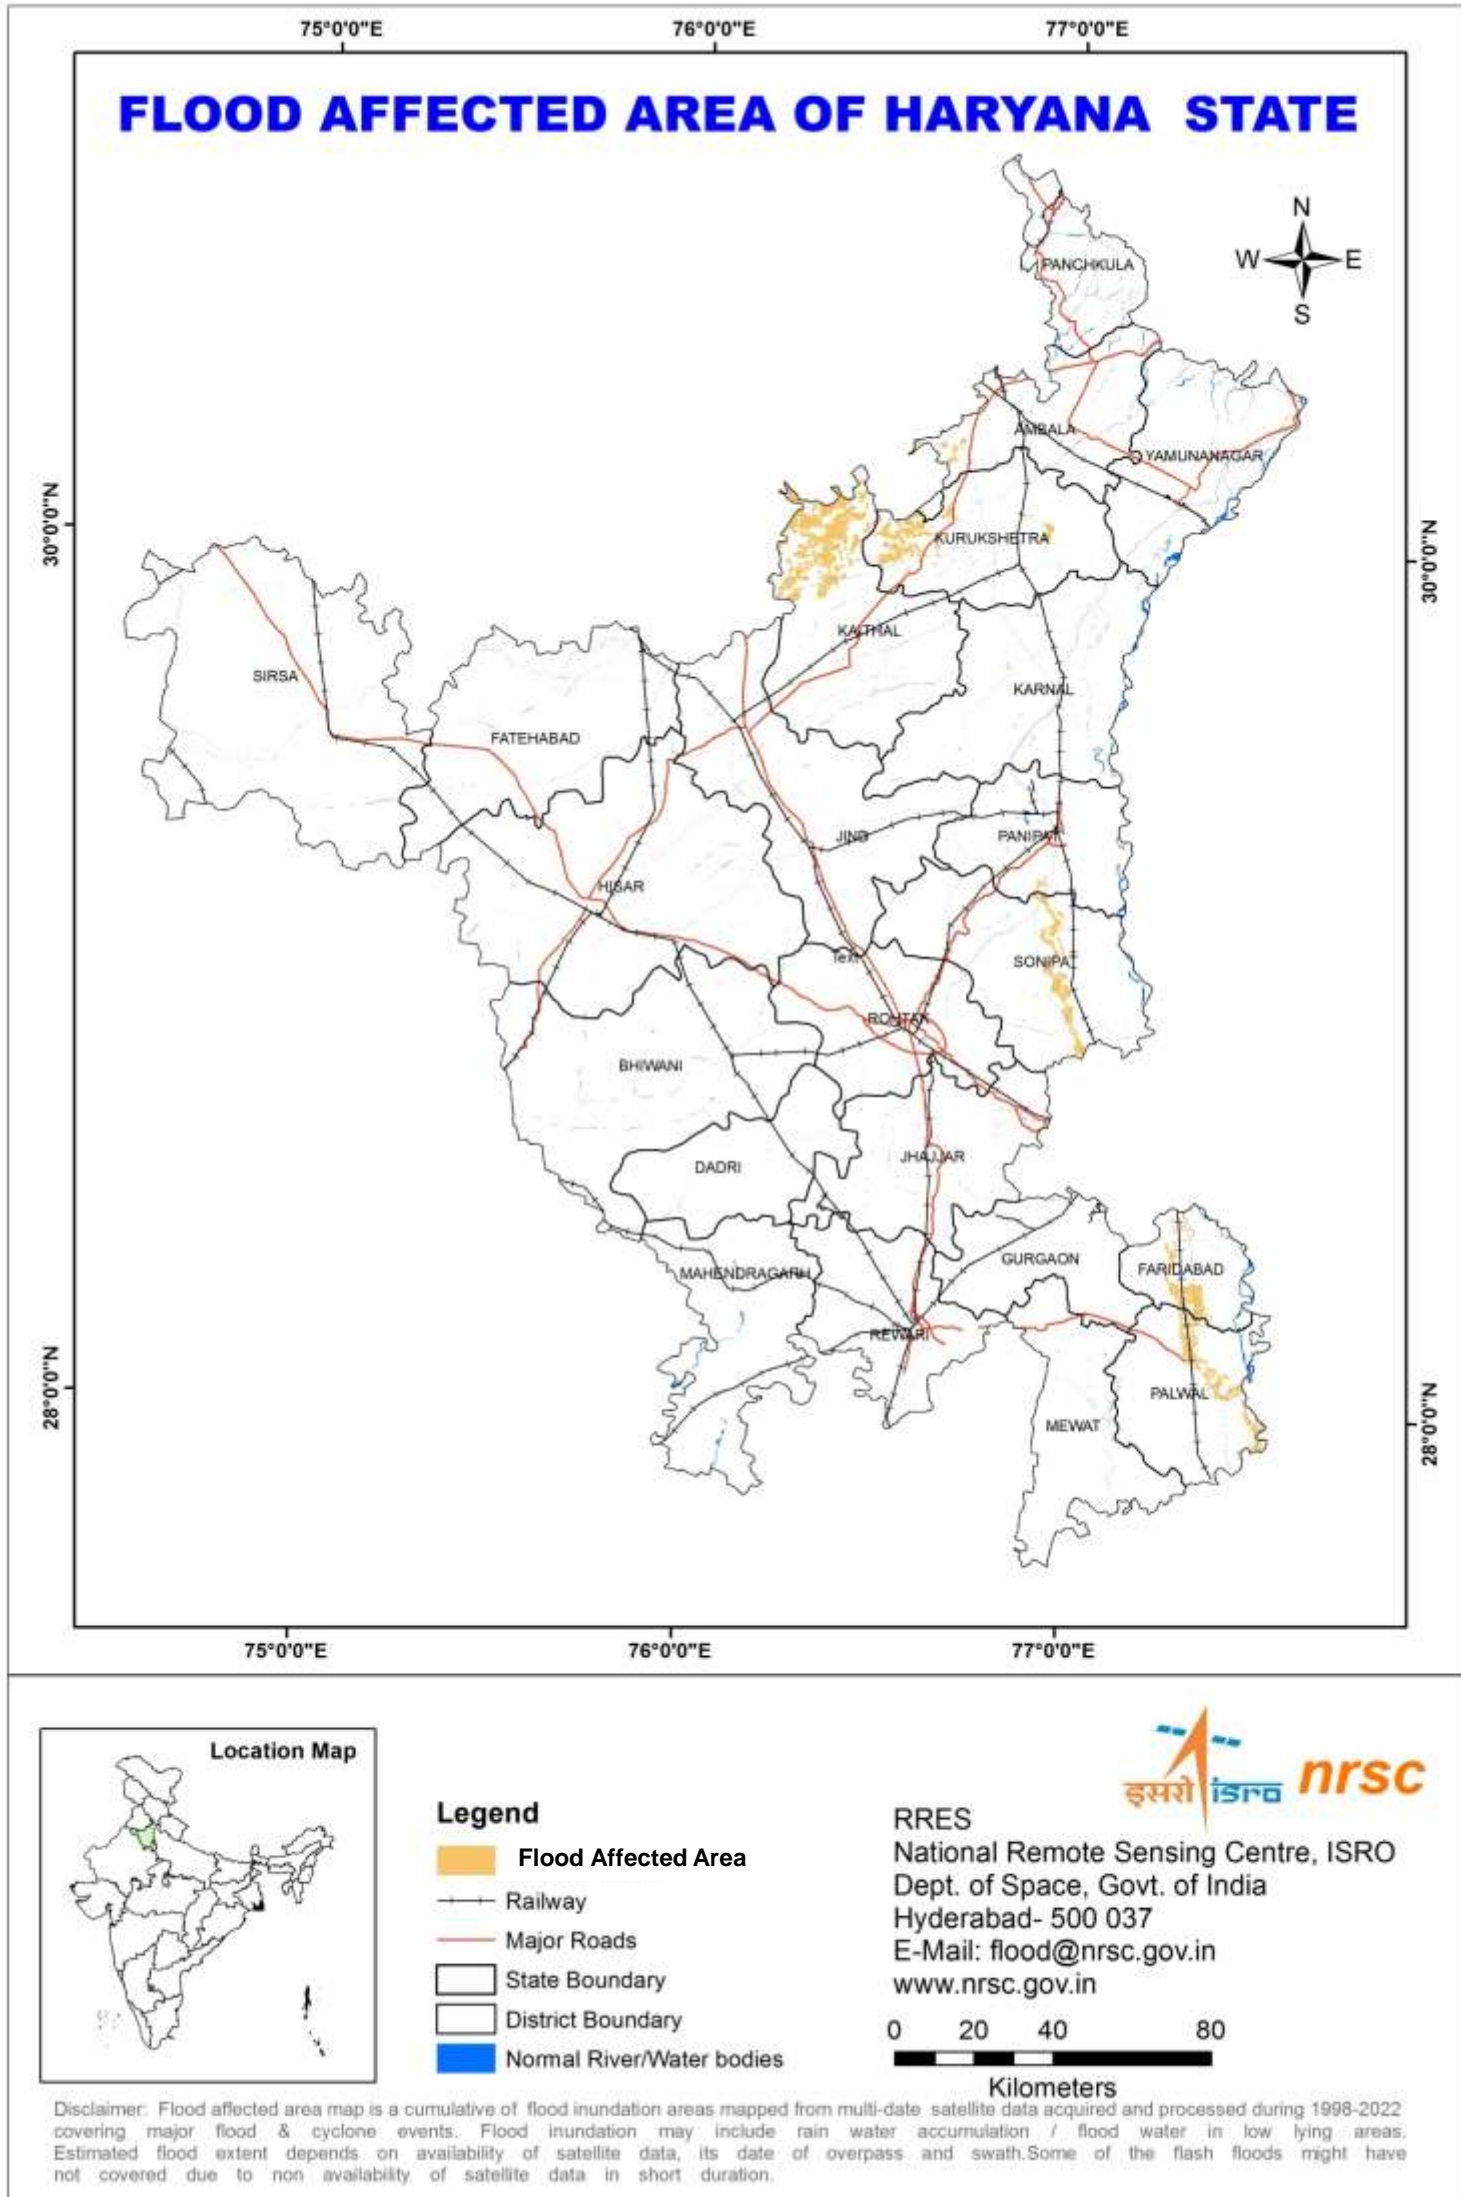 75°0'0"E 76°0'0"E 77°0'0"E
FLOOD AFFECTED AREA OF HARYANA STATE
N
W E
S
PANCHKULA
AMBALA
YAMUNANAGAR
30°0'0"N
30°0'0"N
KURUKSHETRA
KAITHAL
SIRSA
KARNAL
FATEHABAD
JIND
PANIPAT
HISAR
Text
SONIPAT
ROHTAK
BHIWANI
JHAJJAR
DADRI
GURGAON
MAHENDRAGARH
FARIDABAD
REWARI
28°0'0"N
28°0'0"N
PALWAL
MEWAT
75°0'0"E 76°0'0"E 77°0'0"E
Location Map
Legend
Flood Affected Area
Railway
Major Roads
State Boundary
District Boundary
Normal River/Water bodies
इसरो isro nrsc
RRES
National Remote Sensing Centre, ISRO
Dept. of Space, Govt. of India
Hyderabad- 500 037
E-Mail: flood@nrsc.gov.in
www.nrsc.gov.in
0 20 40 80
Kilometers
Disclaimer: Flood affected area map is a cumulative of flood inundation areas mapped from multi-date satellite data acquired and processed during 1998-2022
covering major flood & cyclone events. Flood inundation may include rain water accumulation / flood water in low lying areas.
Estimated flood extent depends on availability of satellite data, its date of overpass and swath.Some of the flash floods might have
not covered due to non availability of satellite data in short duration.